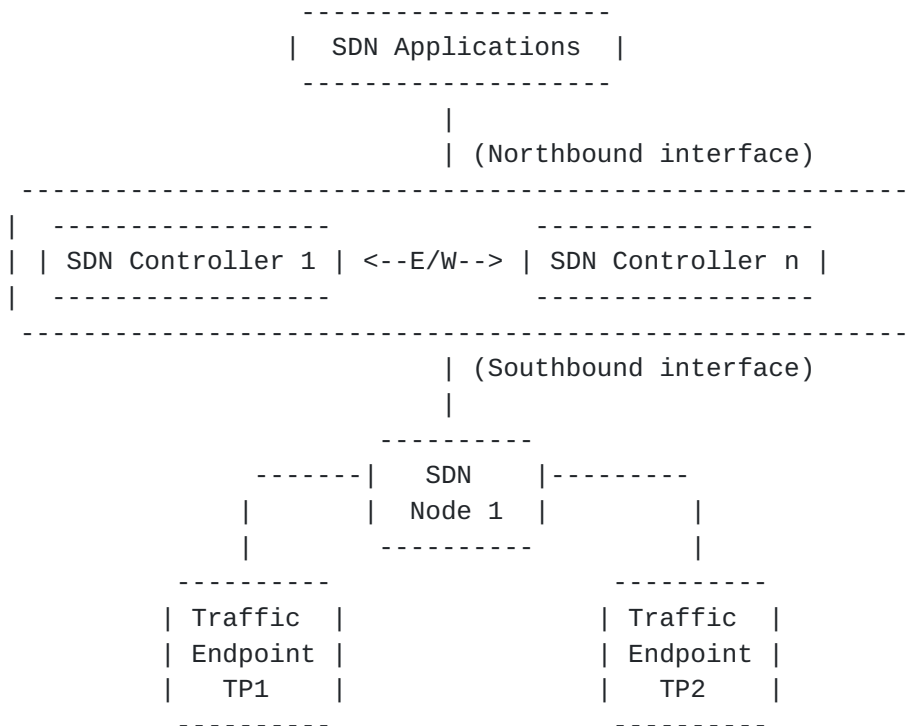 --------------------
|  SDN Applications  |
--------------------
|
| (Northbound interface)
----------------------------------------------------------
|  ------------------             ------------------
| | SDN Controller 1 | <--E/W--> | SDN Controller n |
|  ------------------             ------------------
----------------------------------------------------------
| (Southbound interface)
|
----------
-------|   SDN    |---------
|       |  Node 1  |         |
|        ----------          |
----------                  ----------
| Traffic  |                | Traffic  |
| Endpoint |                | Endpoint |
|   TP1    |                |   TP2    |
----------                  ----------